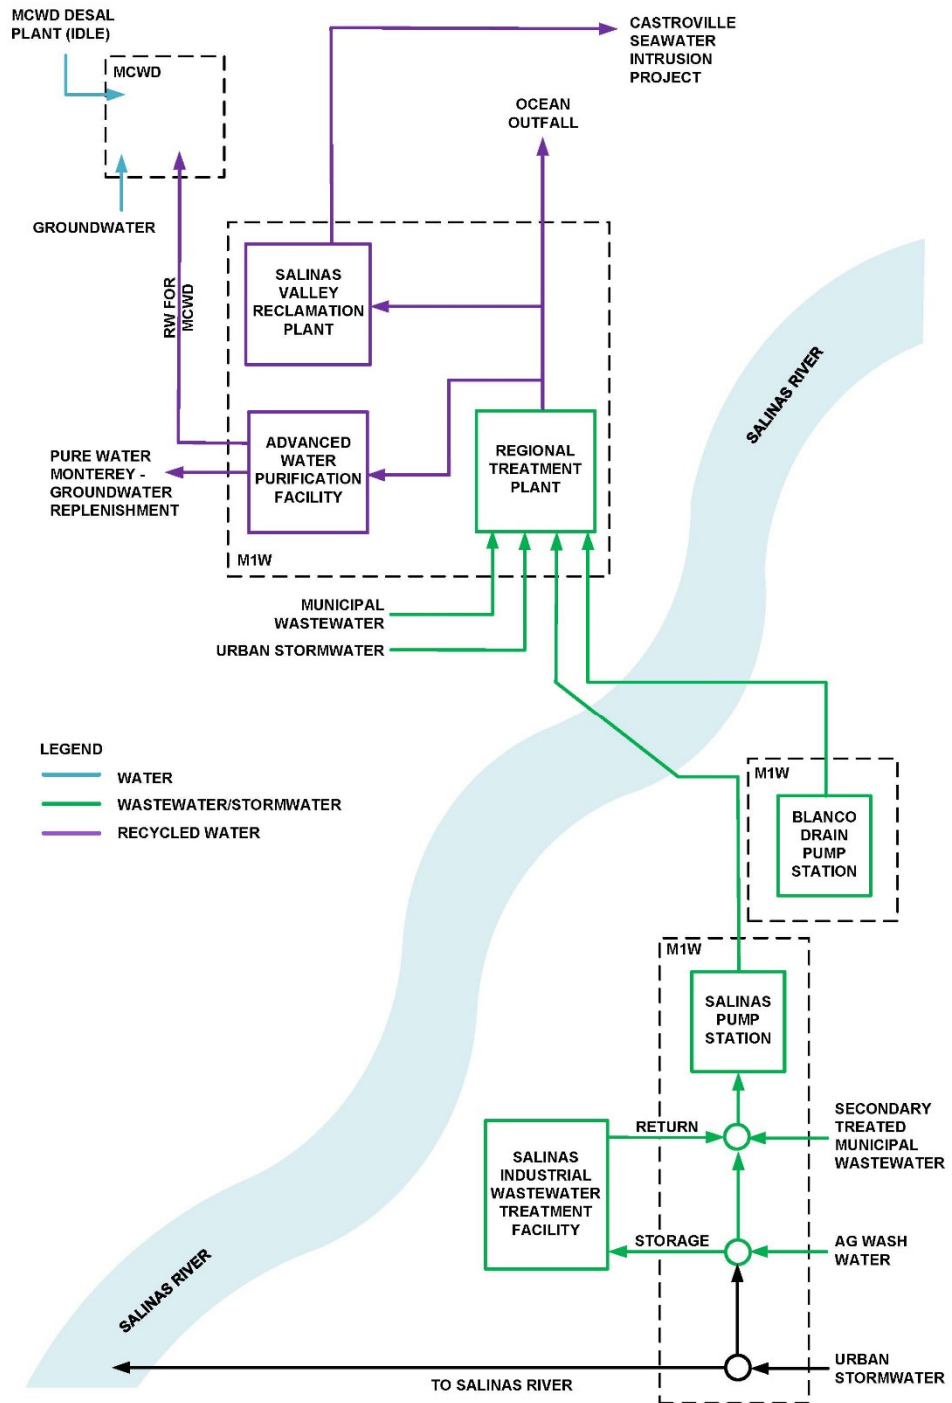 MCWD DESAL
PLANT (IDLE)
MCWD
GROUNDWATER
CASTROVILLE
SEAWATER
INTRUSION
PROJECT
OCEAN
OUTFALL
RW FOR
MCWD
SALINAS
VALLEY
RECLAMATION
PLANT
PURE WATER
MONTEREY -
GROUNDWATER
REPLENISHMENT
ADVANCED
WATER
PURIFICATION
FACILITY
REGIONAL
TREATMENT
PLANT
M1W
MUNICIPAL
WASTEWATER
URBAN STORMWATER
SALINAS RIVER
LEGEND
WATER
WASTEWATER/STORMWATER
RECYCLED WATER
M1W
BLANCO
DRAIN
PUMP
STATION
M1W
SALINAS
PUMP
STATION
SALINAS
INDUSTRIAL
WASTEWATER
TREATMENT
FACILITY
RETURN
STORAGE
SECONDARY
TREATED
MUNICIPAL
WASTEWATER
AG WASH
WATER
SALINAS RIVER
TO SALINAS RIVER
URBAN
STORMWATER